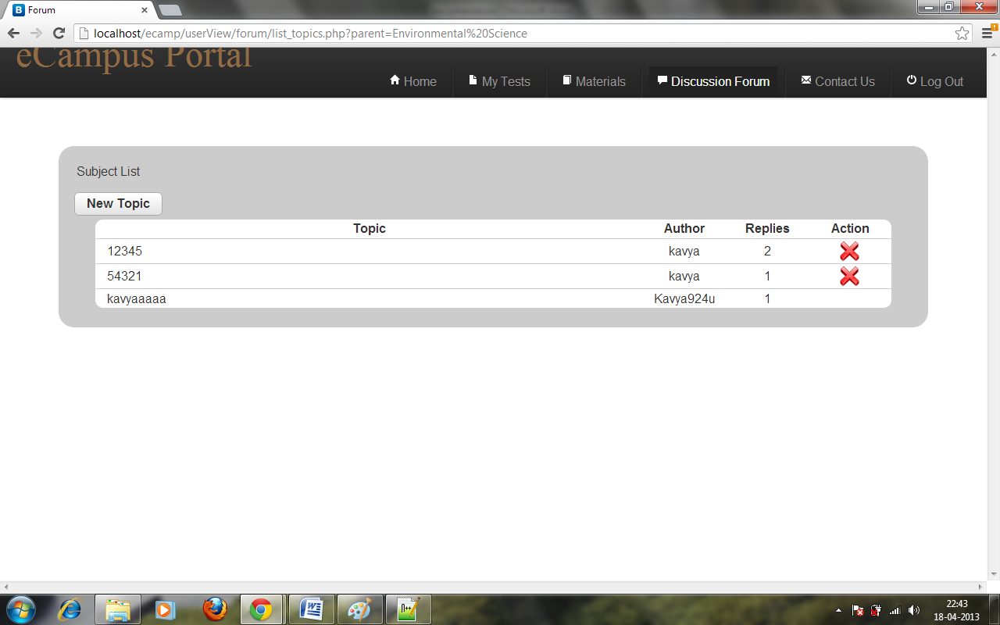 Forum
localhost/ecamp/userView/forum/list_topics.php?parent=Environmental%20Science
eCampus Portal
Home My Tests Materials Discussion Forum Contact Us Log Out
Subject List
New Topic
Topic Author Replies Action
12345 kavya 2
54321 kavya 1
kavyaaaaa Kavya924u 1
22:43
18-04-2013